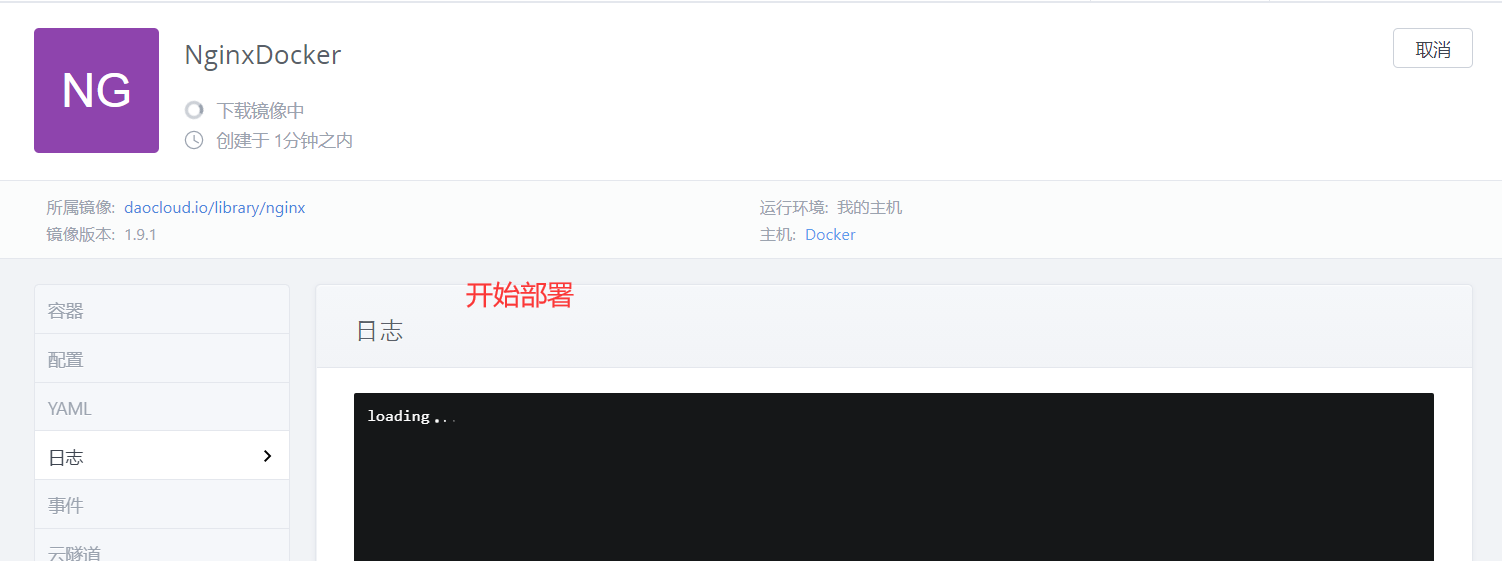 NG
NginxDocker
取消
下载镜像中
创建于 1分钟之内
所属镜像: daocloud.io/library/nginx
运行环境: 我的主机
镜像版本: 1.9.1
主机: Docker
开始部署
容器
日志
配置
YAML
loading...
日志
事件
云隧道